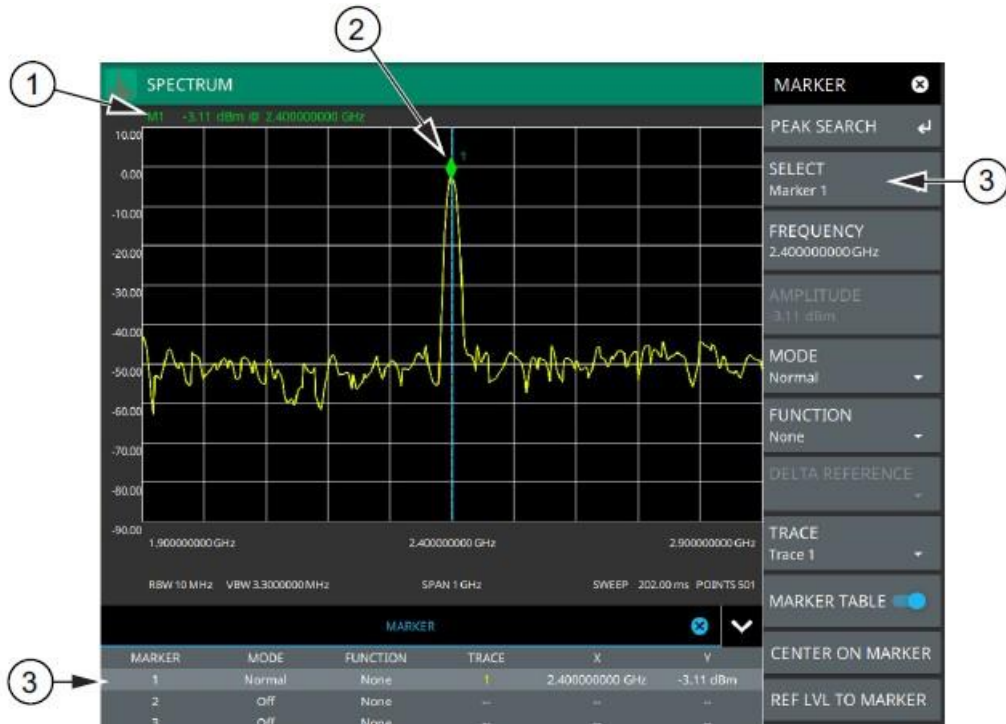 2
1
SPECTRUM
MARKER
M1 -3.11 dBm @ 2.400000000 GHz
PEAK SEARCH
10.00
1
SELECT
Marker 1
3
0.00
-10.00
FREQUENCY
2.400000000 GHz
-20.00
-30.00
AMPLITUDE
-3.11 dBm
-40.00
MODE
Normal
-50.00
FUNCTION
None
-60.00
-70.00
DELTA REFERENCE
-80.00
-90.00
TRACE
Trace 1
1.900000000 GHz 2.400000000 GHz 2.900000000 GHz
RBW 10 MHz VBW 3.3000000 MHz SPAN 1 GHz SWEEP 202.00 ms POINTS 501
MARKER TABLE
MARKER
CENTER ON MARKER
MARKER MODE FUNCTION TRACE X Y
3
1 Normal None 1 2.400000000 GHz -3.11 dBm
REF LVL TO MARKER
2 Off None -- -- --
3 Off None -- -- --